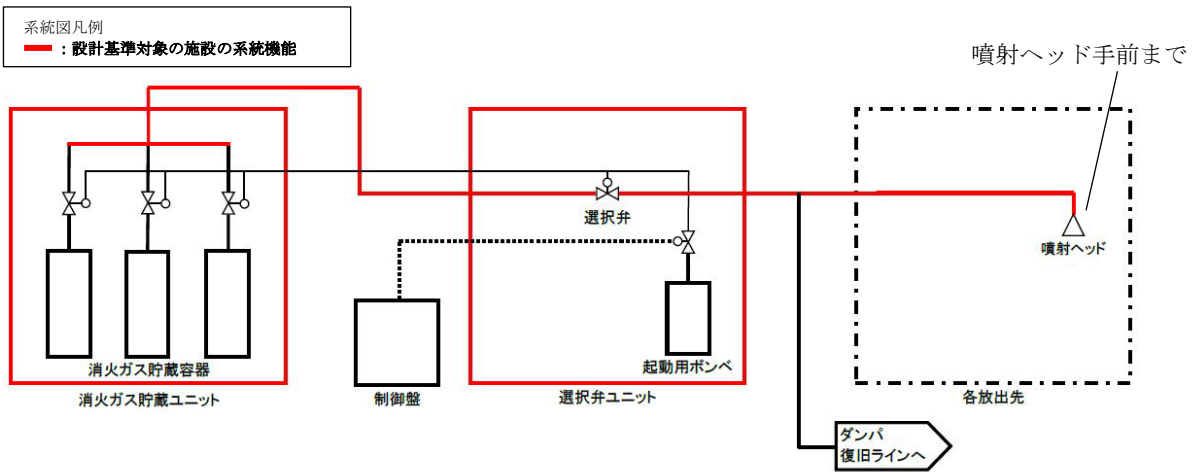 系統図凡例
：設計基準対象の施設の系統機能
噴射ヘッド手前まで
選択弁
噴射ヘッド
消火ガス貯蔵容器
起動用ボンベ
消火ガス貯蔵ユニット
制御盤
選択弁ユニット
各放出先
ダンパ
復旧ラインへ